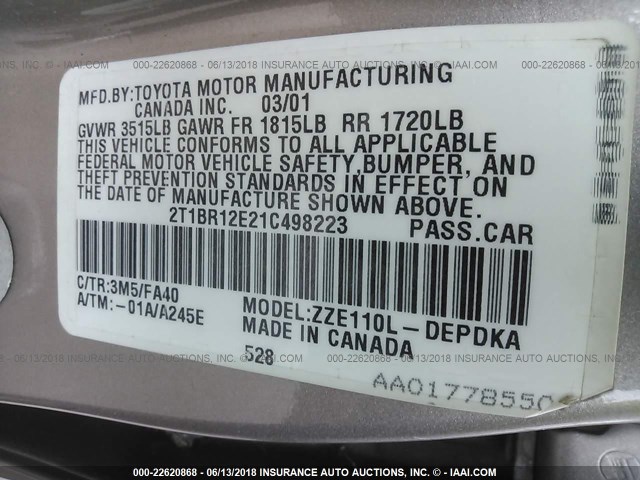 000-22620868 - 06/13/2018 INSURANCE AUTO AUCTIONS © - IAAI.COM
MFD.BY:TOYOTA MOTOR MANUFACTURING
CANADA INC. 03/01
GVWR 3515LB GAWR FR 1815LB RR 1720LB
THIS VEHICLE CONFORMS TO ALL APPLICABLE
FEDERAL MOTOR VEHICLE SAFETY,BUMPER, AND
THEFT PREVENTION STANDARDS IN EFFECT ON
THE DATE OF MANUFACTURE SHOWN ABOVE.
2T1BR12E21C498223 PASS.CAR
C/TR:3M5/FA40
A/TM:-01A/A245E
MODEL:ZZE110L-DEPDKA
MADE IN CANADA
528
AA0177855
000-22620868 - 06/13/2018 INSURANCE AUTO AUCTIONS © - IAAI.COM